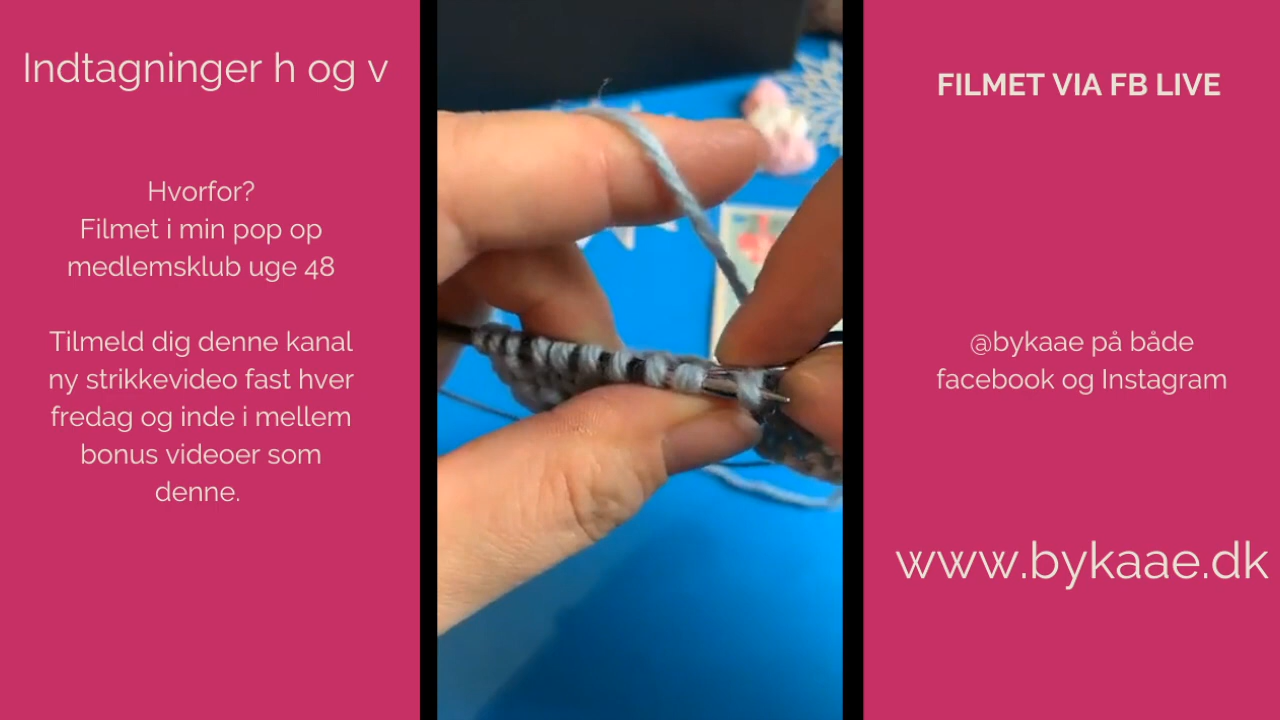 Indtagninger h og v
Hvorfor?
Filmet i min pop op
medlemsklub uge 48
Tilmeld dig denne kanal
ny strikkevideo fast hver
fredag og inde i mellem
bonus videoer som
denne.
FILMET VIA FB LIVE
@bykaae på både
facebook og Instagram
www.bykaae.dk